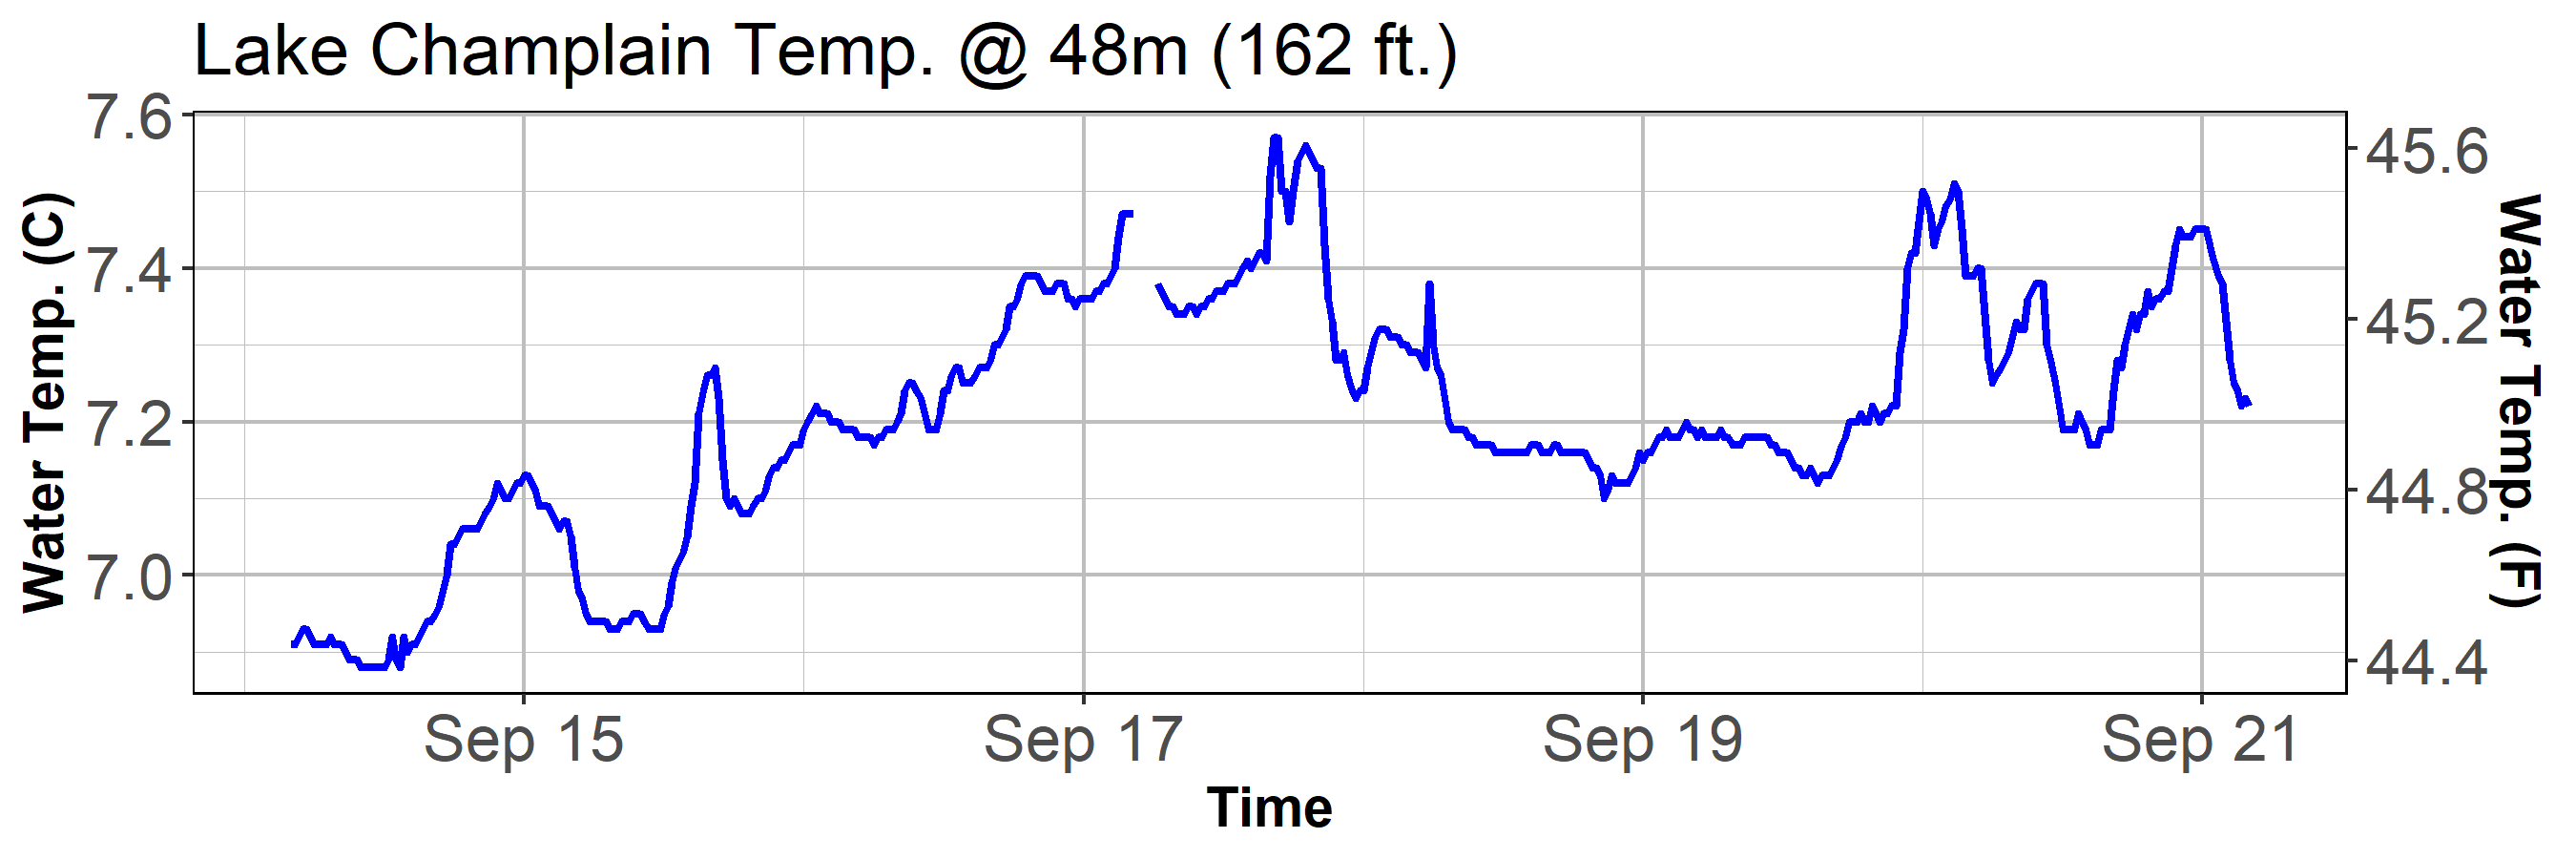 Lake Champlain Temp. @ 48m (162 ft.)
Water Temp. (C)
7.6
7.4
7.2
7.0
45.6
45.2
44.8
44.4
Water Temp. (F)
Sep 15 Sep 17 Sep 19 Sep 21
Time